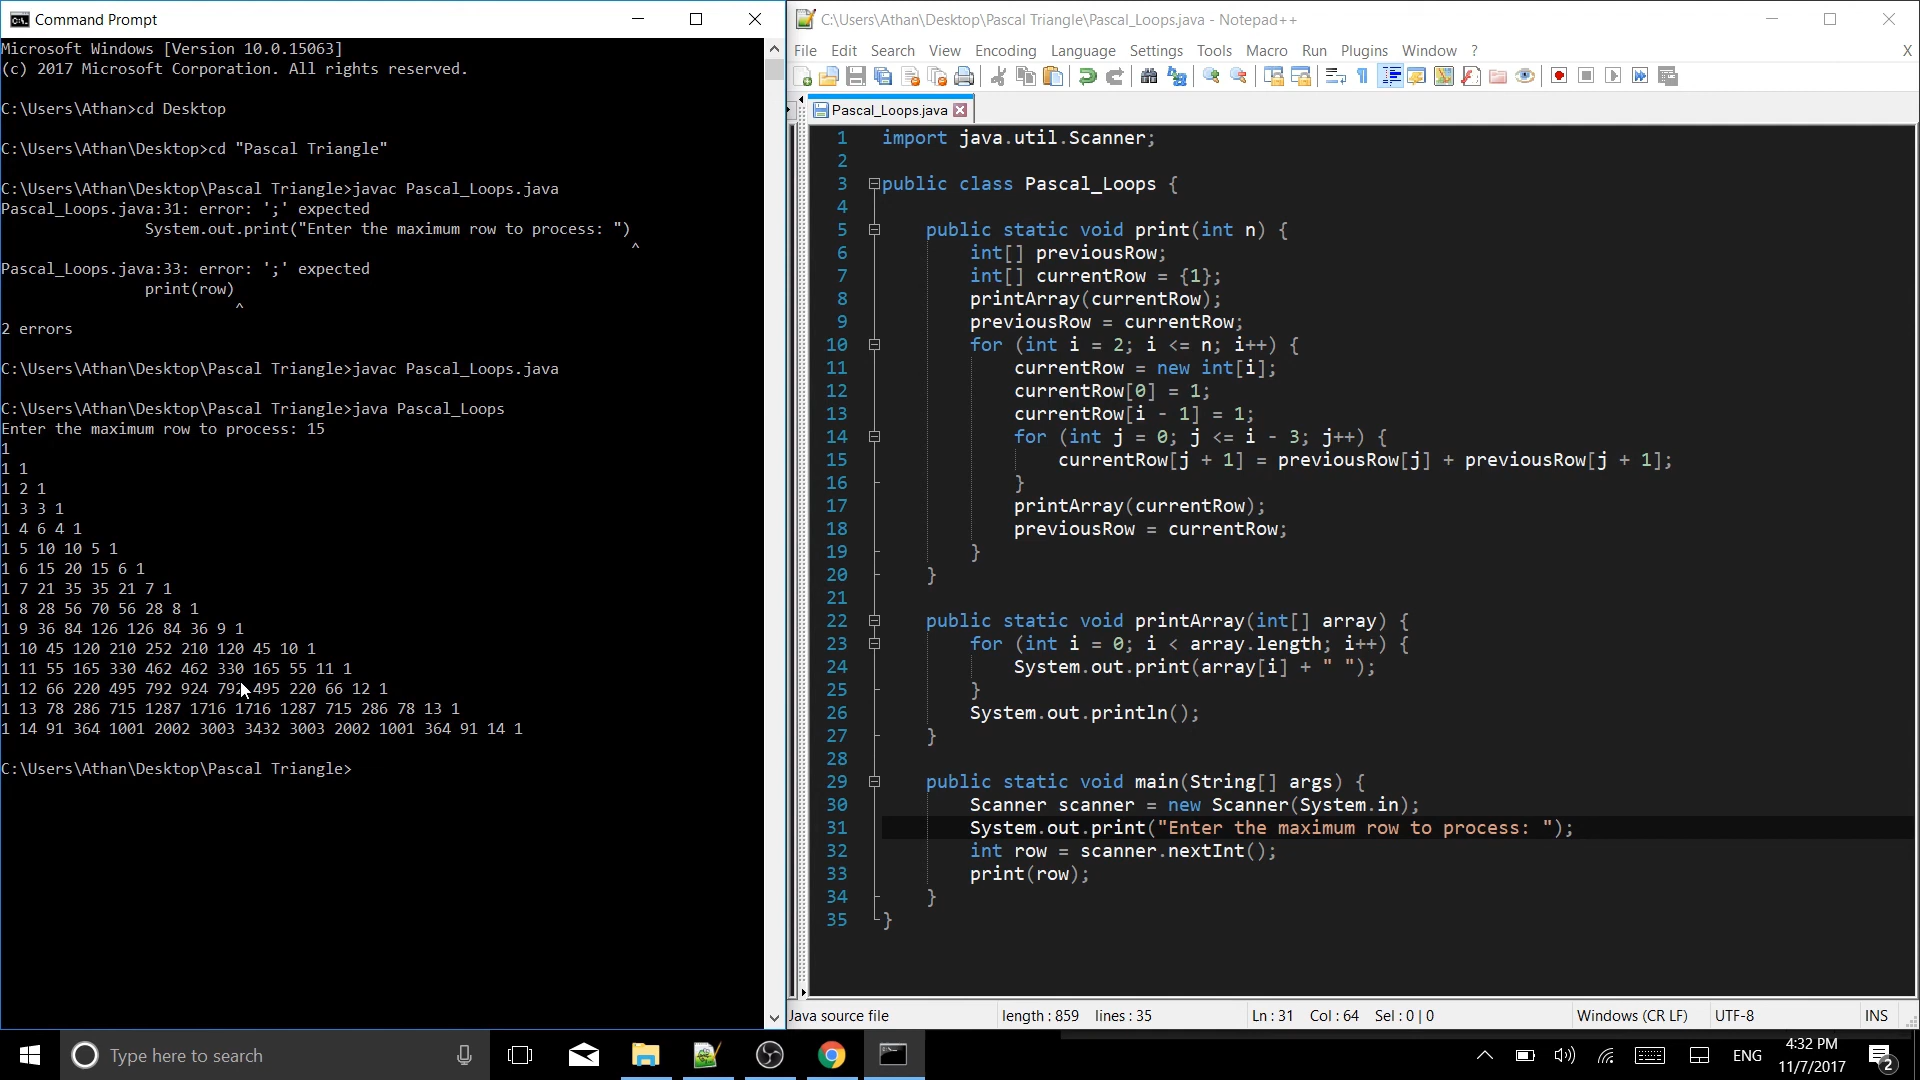 Command Prompt
Microsoft Windows [Version 10.0.15063]
(c) 2017 Microsoft Corporation. All rights reserved.
C:\Users\Athan>cd Desktop
C:\Users\Athan\Desktop>cd "Pascal Triangle"
C:\Users\Athan\Desktop\Pascal Triangle>javac Pascal_Loops.java
Pascal_Loops.java:31: error: ';' expected
System.out.print("Enter the maximum row to process: ")
^
Pascal_Loops.java:33: error: ';' expected
print(row)
^
2 errors
C:\Users\Athan\Desktop\Pascal Triangle>javac Pascal_Loops.java
C:\Users\Athan\Desktop\Pascal Triangle>java Pascal_Loops
Enter the maximum row to process: 15
1
1 1
1 2 1
1 3 3 1
1 4 6 4 1
1 5 10 10 5 1
1 6 15 20 15 6 1
1 7 21 35 35 21 7 1
1 8 28 56 70 56 28 8 1
1 9 36 84 126 126 84 36 9 1
1 10 45 120 210 252 210 120 45 10 1
1 11 55 165 330 462 462 330 165 55 11 1
1 12 66 220 495 792 924 792 495 220 66 12 1
1 13 78 286 715 1287 1716 1716 1287 715 286 78 13 1
1 14 91 364 1001 2002 3003 3432 3003 2002 1001 364 91 14 1
C:\Users\Athan\Desktop\Pascal Triangle>
C:\Users\Athan\Desktop\Pascal Triangle\Pascal_Loops.java - Notepad++
File Edit Search View Encoding Language Settings Tools Macro Run Plugins Window ? X
Pascal_Loops.java
1 import java.util.Scanner;
2
3 public class Pascal_Loops {
4
5 public static void print(int n) {
6 int[] previousRow;
7 int[] currentRow = {1};
8 printArray(currentRow);
9 previousRow = currentRow;
10 for (int i = 2; i <= n; i++) {
11 currentRow = new int[i];
12 currentRow[0] = 1;
13 currentRow[i - 1] = 1;
14 for (int j = 0; j <= i - 3; j++) {
15 currentRow[j + 1] = previousRow[j] + previousRow[j + 1];
16 }
17 printArray(currentRow);
18 previousRow = currentRow;
19 }
20 }
21
22 public static void printArray(int[] array) {
23 for (int i = 0; i < array.length; i++) {
24 System.out.print(array[i] + " ");
25 }
26 System.out.println();
27 }
28
29 public static void main(String[] args) {
30 Scanner scanner = new Scanner(System.in);
31 System.out.print("Enter the maximum row to process: ");
32 int row = scanner.nextInt();
33 print(row);
34 }
35 }
Java source file length : 859 lines : 35 Ln : 31 Col : 64 Sel : 0 | 0 Windows (CR LF) UTF-8 INS
Type here to search
ENG
4:32 PM
11/7/2017
2